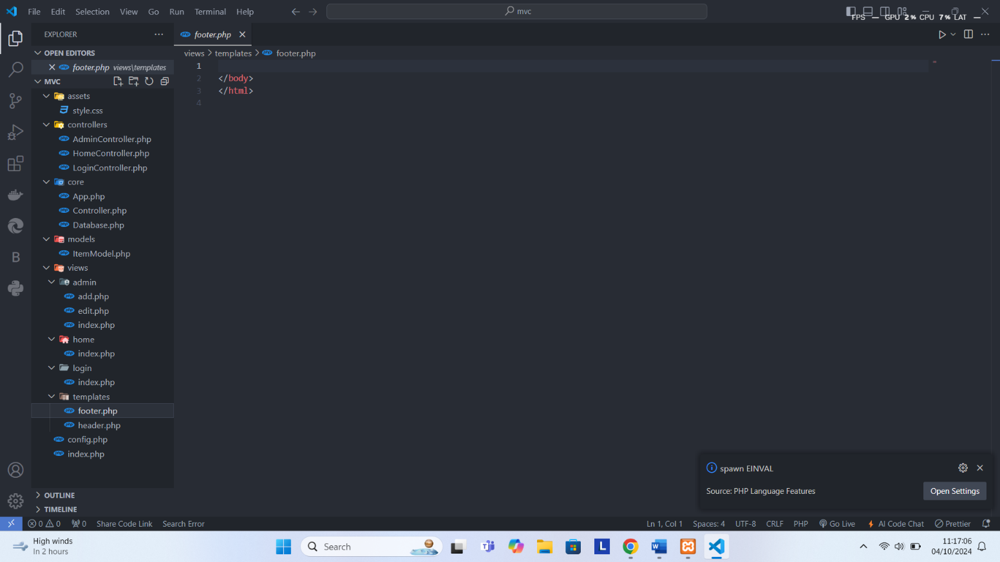 File Edit Selection View Go Run Terminal Help
mvc
FPS — GPU 2 % CPU 7 % LAT —
EXPLORER
footer.php
OPEN EDITORS
footer.php views\templates
MVC
assets
style.css
controllers
AdminController.php
HomeController.php
LoginController.php
core
App.php
Controller.php
Database.php
models
ItemModel.php
views
admin
add.php
edit.php
index.php
home
index.php
login
index.php
templates
footer.php
header.php
config.php
index.php
OUTLINE
TIMELINE
views > templates > footer.php
1
2 </body>
3 </html>
4
spawn EINVAL
Source: PHP Language Features
Open Settings
0 0 0 Share Code Link Search Error
Ln 1, Col 1 Spaces: 4 UTF-8 CRLF PHP Go Live AI Code Chat Prettier
High winds
In 2 hours
Search
11:17:06
04/10/2024